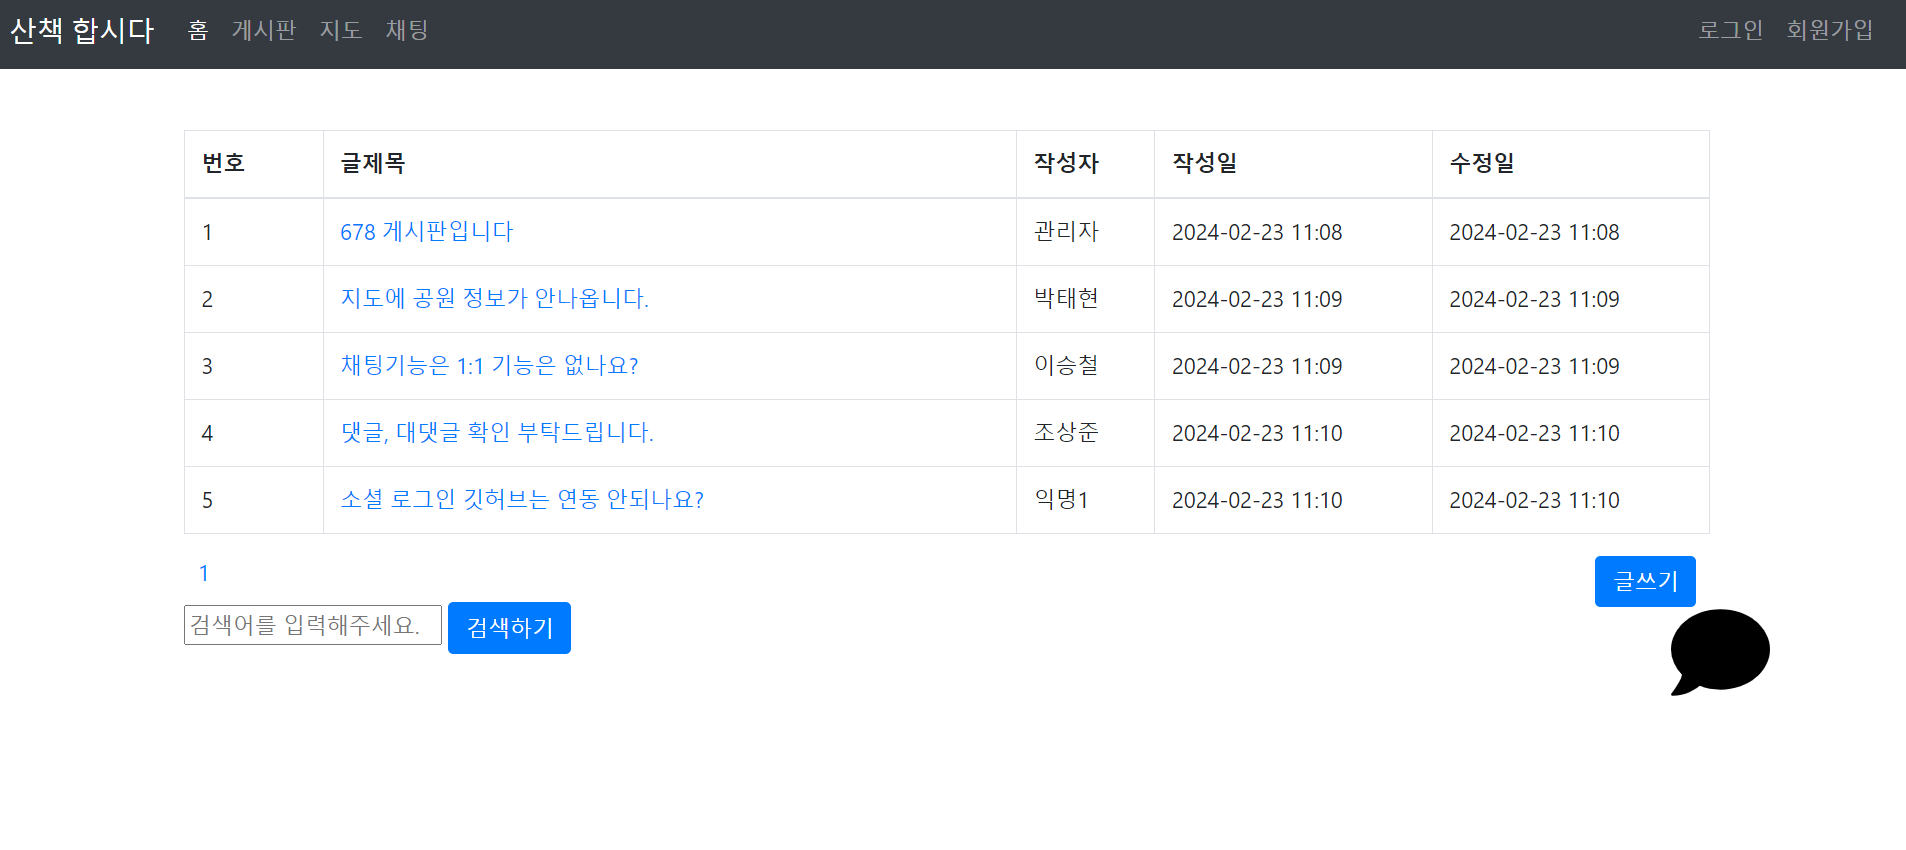 산책 합시다 홈 게시판 지도 채팅 로그인 회원가입
번호 글제목 작성자 작성일 수정일
1 678 게시판입니다 관리자 2024-02-23 11:08 2024-02-23 11:08
2 지도에 공원 정보가 안나옵니다. 박태현 2024-02-23 11:09 2024-02-23 11:09
3 채팅기능은 1:1 기능은 없나요? 이승철 2024-02-23 11:09 2024-02-23 11:09
4 댓글, 대댓글 확인 부탁드립니다. 조상준 2024-02-23 11:10 2024-02-23 11:10
5 소셜 로그인 깃허브는 연동 안되나요? 익명1 2024-02-23 11:10 2024-02-23 11:10
1 글쓰기
검색어를 입력해주세요. 검색하기